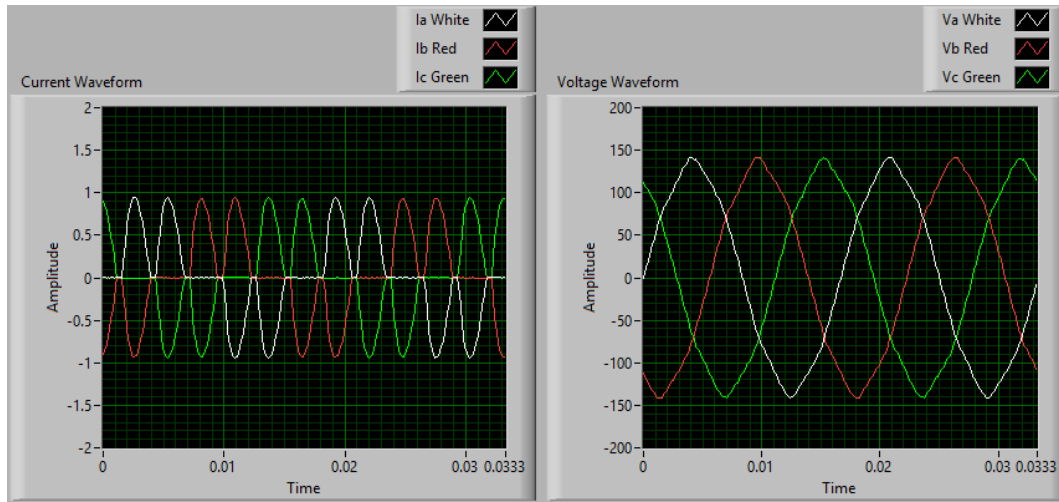 Ia White
Ib Red
Ic Green
Current Waveform
Amplitude
2
1.5
1
0.5
0
-0.5
-1
-1.5
-2
0 0.01 0.02 0.03 0.0333
Time
Va White
Vb Red
Vc Green
Voltage Waveform
Amplitude
200
150
100
50
0
-50
-100
-150
-200
0 0.01 0.02 0.03 0.0333
Time